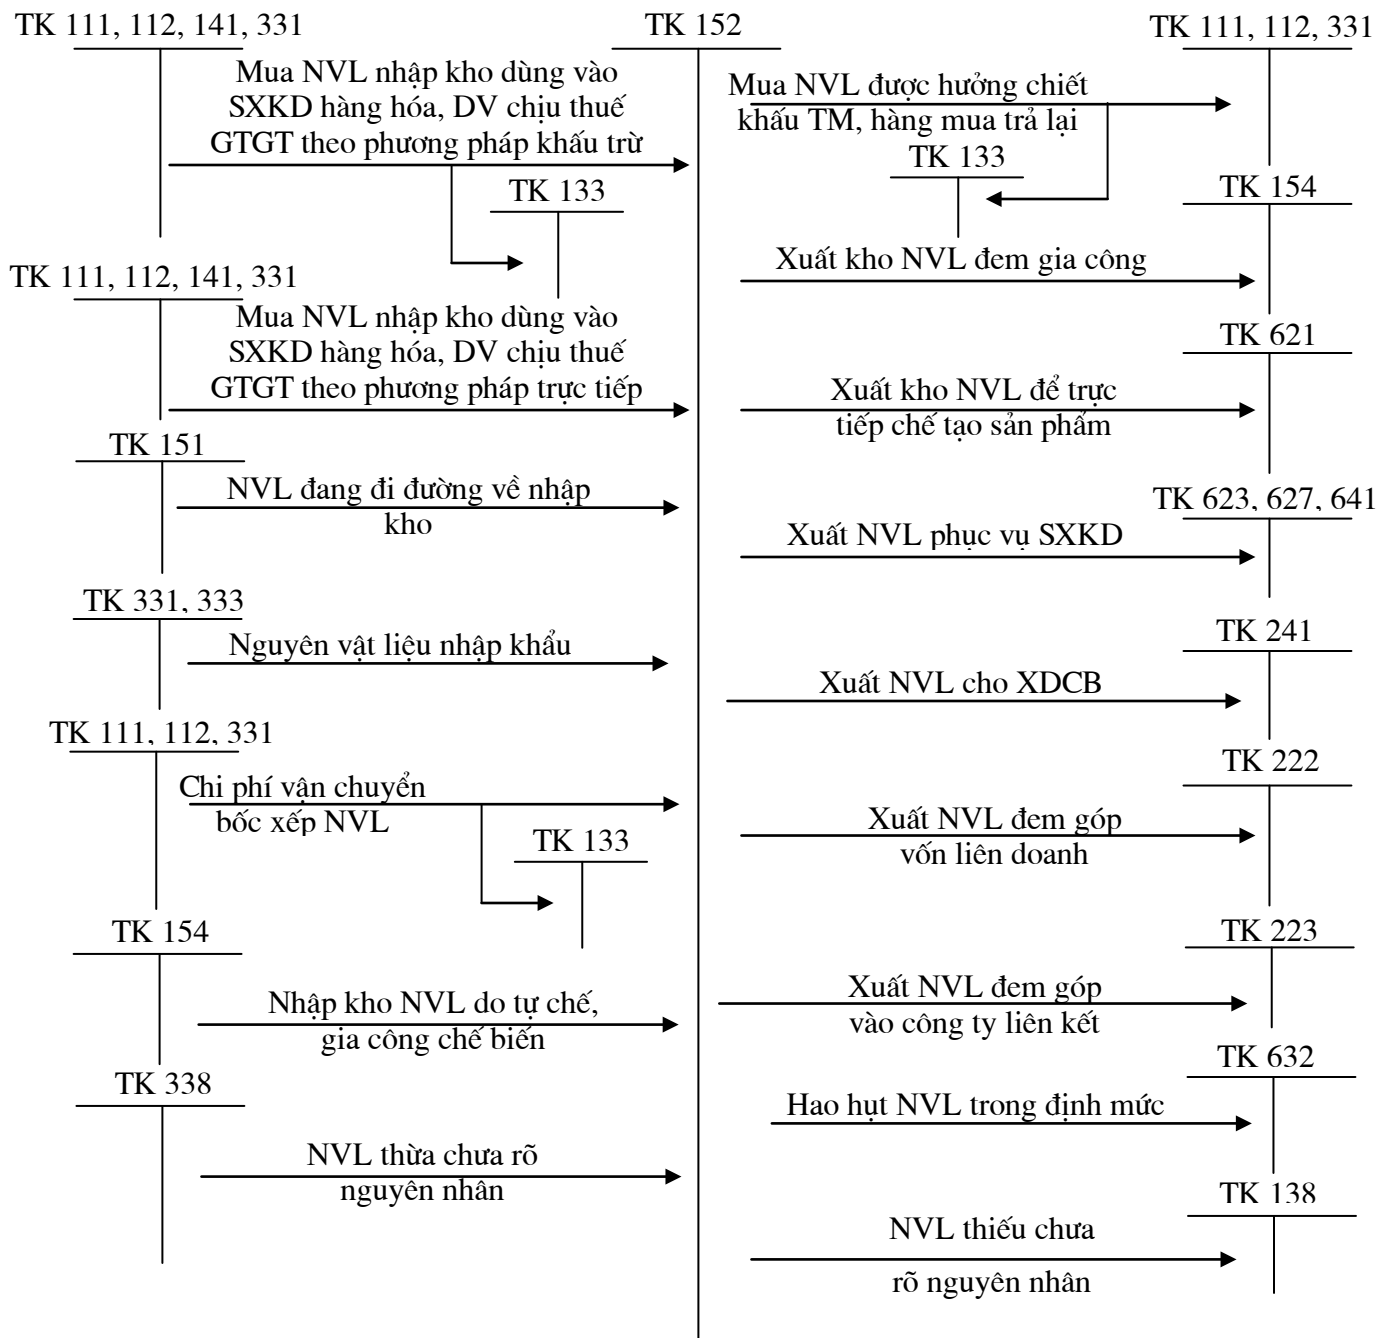 TK 111, 112, 141, 331
TK 152
TK 111, 112, 331
Mua NVL nhập kho dùng vào
SXKD hàng hóa, DV chịu thuế
GTGT theo phương pháp khấu trừ
TK 133
Mua NVL được hưởng chiết
khấu TM, hàng mua trả lại
TK 133
TK 154
Xuất kho NVL đem gia công
TK 111, 112, 141, 331
Mua NVL nhập kho dùng vào
SXKD hàng hóa, DV chịu thuế
GTGT theo phương pháp trực tiếp
TK 621
Xuất kho NVL để trực
tiếp chế tạo sản phẩm
TK 151
NVL đang đi đường về nhập
kho
TK 623, 627, 641
Xuất NVL phục vụ SXKD
TK 331, 333
Nguyên vật liệu nhập khẩu
TK 241
Xuất NVL cho XDCB
TK 111, 112, 331
Chi phí vận chuyển
bốc xếp NVL
TK 133
TK 222
Xuất NVL đem góp
vốn liên doanh
TK 154
Nhập kho NVL do tự chế,
gia công chế biến
TK 223
Xuất NVL đem góp
vào công ty liên kết
TK 338
NVL thừa chưa rõ
nguyên nhân
TK 632
Hao hụt NVL trong định mức
TK 138
NVL thiếu chưa
rõ nguyên nhân